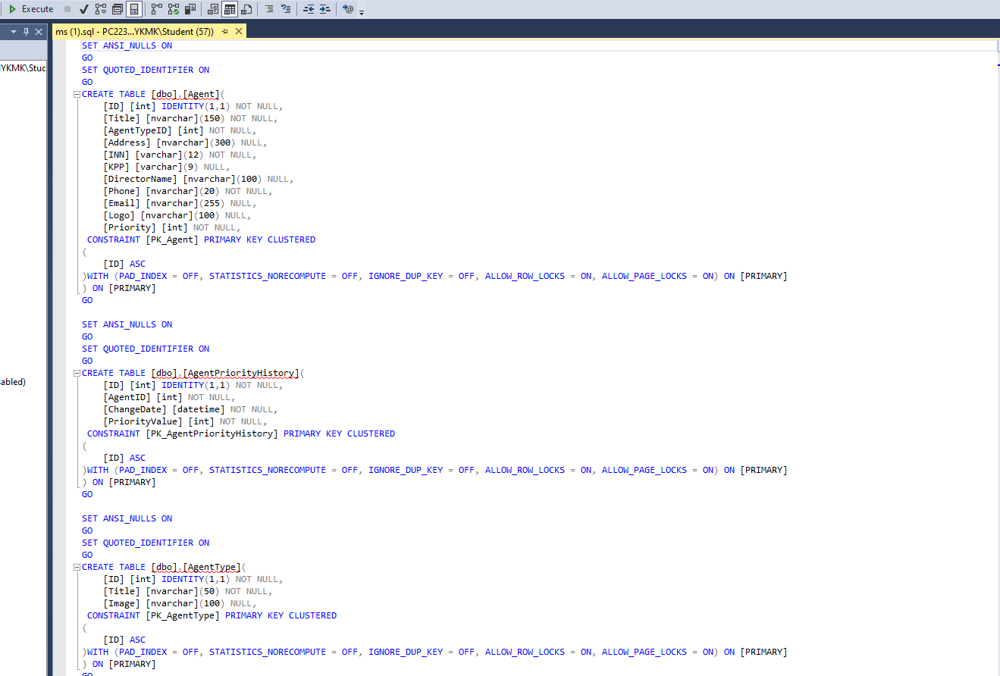 Execute
ms (1).sql - PC223...YKMK\Student (57))
YKMK\Stuc
abled)
SET ANSI_NULLS ON
GO
SET QUOTED_IDENTIFIER ON
GO
CREATE TABLE [dbo].[Agent](
[ID] [int] IDENTITY(1,1) NOT NULL,
[Title] [nvarchar](150) NOT NULL,
[AgentTypeID] [int] NOT NULL,
[Address] [nvarchar](300) NULL,
[INN] [varchar](12) NOT NULL,
[KPP] [varchar](9) NULL,
[DirectorName] [nvarchar](100) NULL,
[Phone] [nvarchar](20) NOT NULL,
[Email] [nvarchar](255) NULL,
[Logo] [nvarchar](100) NULL,
[Priority] [int] NOT NULL,
CONSTRAINT [PK_Agent] PRIMARY KEY CLUSTERED
(
[ID] ASC
)WITH (PAD_INDEX = OFF, STATISTICS_NORECOMPUTE = OFF, IGNORE_DUP_KEY = OFF, ALLOW_ROW_LOCKS = ON, ALLOW_PAGE_LOCKS = ON) ON [PRIMARY]
) ON [PRIMARY]
GO
SET ANSI_NULLS ON
GO
SET QUOTED_IDENTIFIER ON
GO
CREATE TABLE [dbo].[AgentPriorityHistory](
[ID] [int] IDENTITY(1,1) NOT NULL,
[AgentID] [int] NOT NULL,
[ChangeDate] [datetime] NOT NULL,
[PriorityValue] [int] NOT NULL,
CONSTRAINT [PK_AgentPriorityHistory] PRIMARY KEY CLUSTERED
(
[ID] ASC
)WITH (PAD_INDEX = OFF, STATISTICS_NORECOMPUTE = OFF, IGNORE_DUP_KEY = OFF, ALLOW_ROW_LOCKS = ON, ALLOW_PAGE_LOCKS = ON) ON [PRIMARY]
) ON [PRIMARY]
GO
SET ANSI_NULLS ON
GO
SET QUOTED_IDENTIFIER ON
GO
CREATE TABLE [dbo].[AgentType](
[ID] [int] IDENTITY(1,1) NOT NULL,
[Title] [nvarchar](50) NOT NULL,
[Image] [nvarchar](100) NULL,
CONSTRAINT [PK_AgentType] PRIMARY KEY CLUSTERED
(
[ID] ASC
)WITH (PAD_INDEX = OFF, STATISTICS_NORECOMPUTE = OFF, IGNORE_DUP_KEY = OFF, ALLOW_ROW_LOCKS = ON, ALLOW_PAGE_LOCKS = ON) ON [PRIMARY]
) ON [PRIMARY]
GO